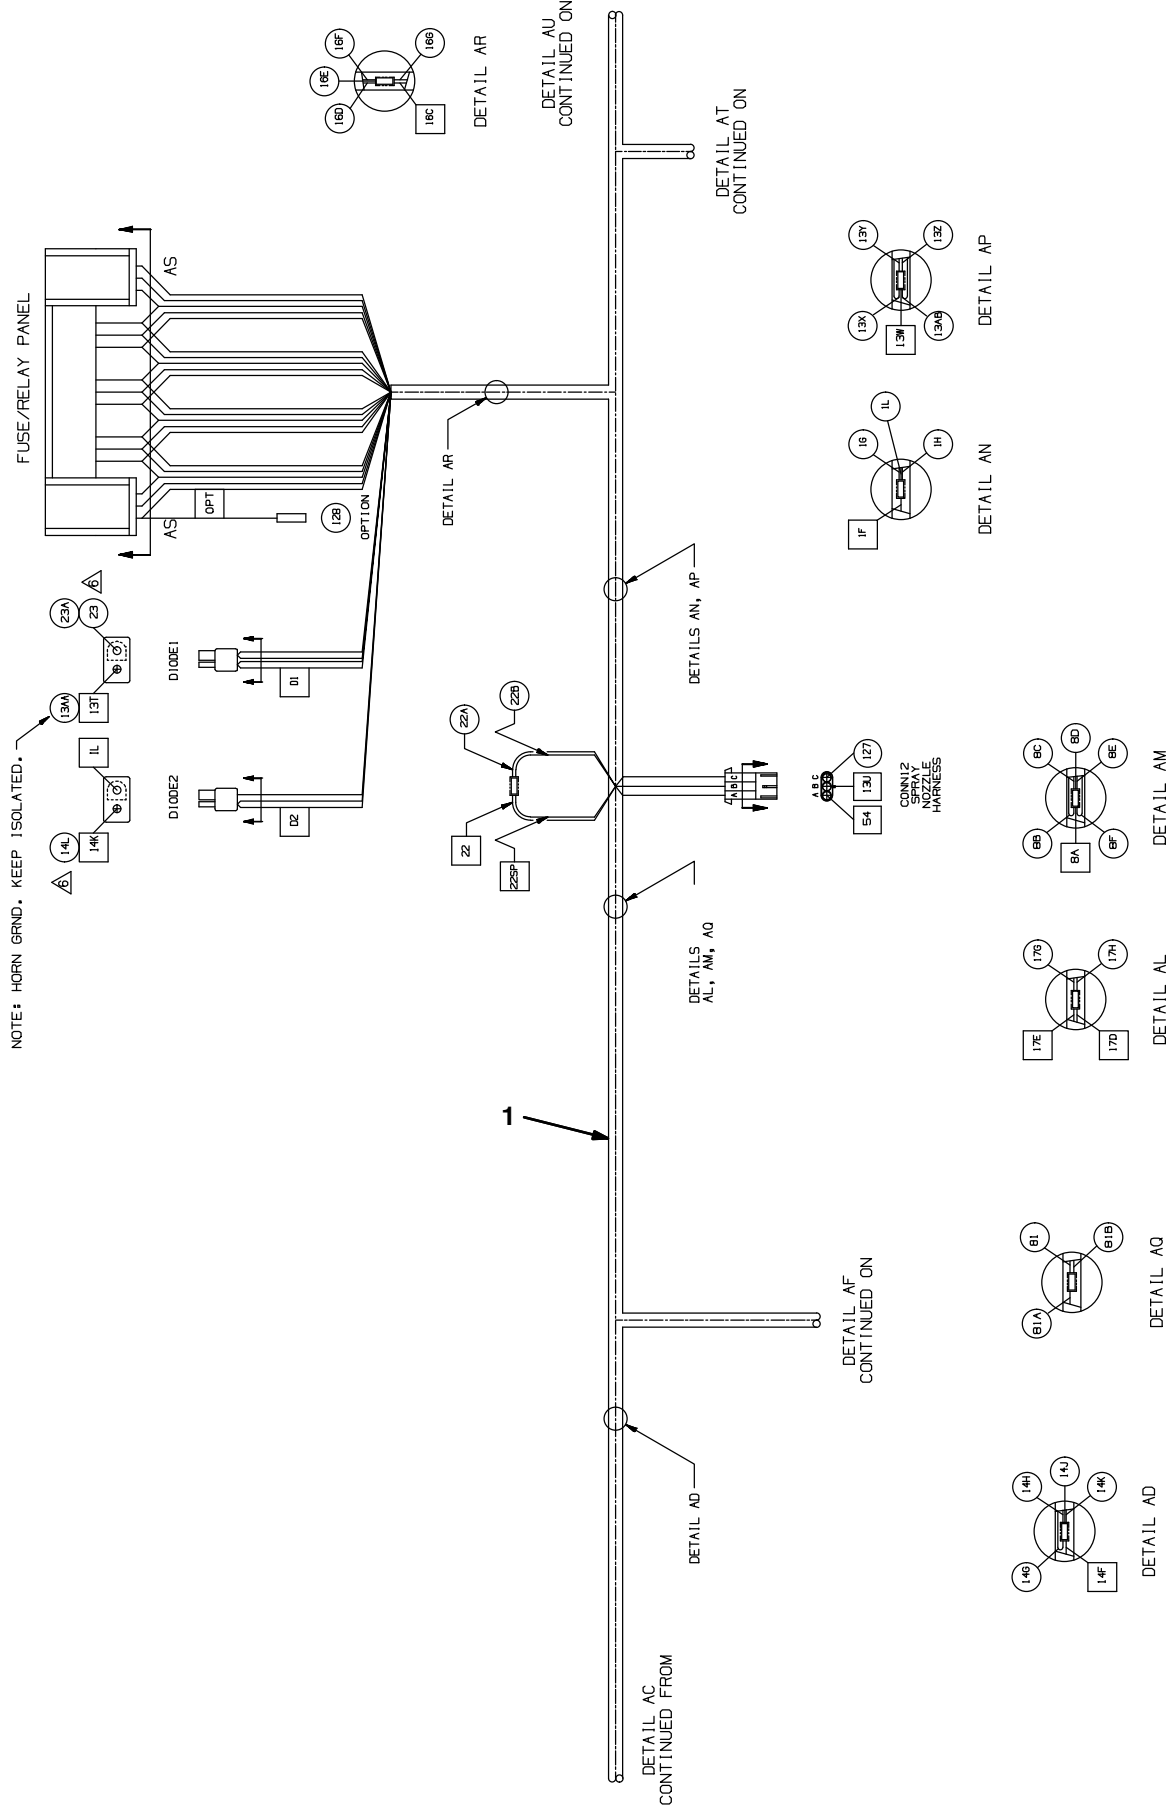 NOTE: HORN GRND. KEEP ISOLATED.
FUSE/RELAY PANEL
6
14L
14K
1L
13AA
13T
23A
23
6
DIODE2
D2
DIODE1
D1
AS
AS
OPT
128
OPTION
16D
16E
16F
16C
16G
DETAIL AR
DETAIL AR
DETAIL AU
CONTINUED ON
DETAIL AT
CONTINUED ON
22
22A
22SP
22B
A B C
A B C
54
13U
127
CONN12
SPRAY
NOZZLE
HARNESS
DETAILS AN, AP
DETAILS
AL, AM, AQ
1
DETAIL AD
DETAIL AC
CONTINUED FROM
DETAIL AF
CONTINUED ON
1F
1G
1L
1H
DETAIL AN
13X
13W
13Y
13AB
13Z
DETAIL AP
14G
14H
14J
14F
14K
DETAIL AD
81A
81
81B
DETAIL AQ
17E
17G
17D
17H
DETAIL AL
8B
8C
8A
8D
8F
8E
DETAIL AM